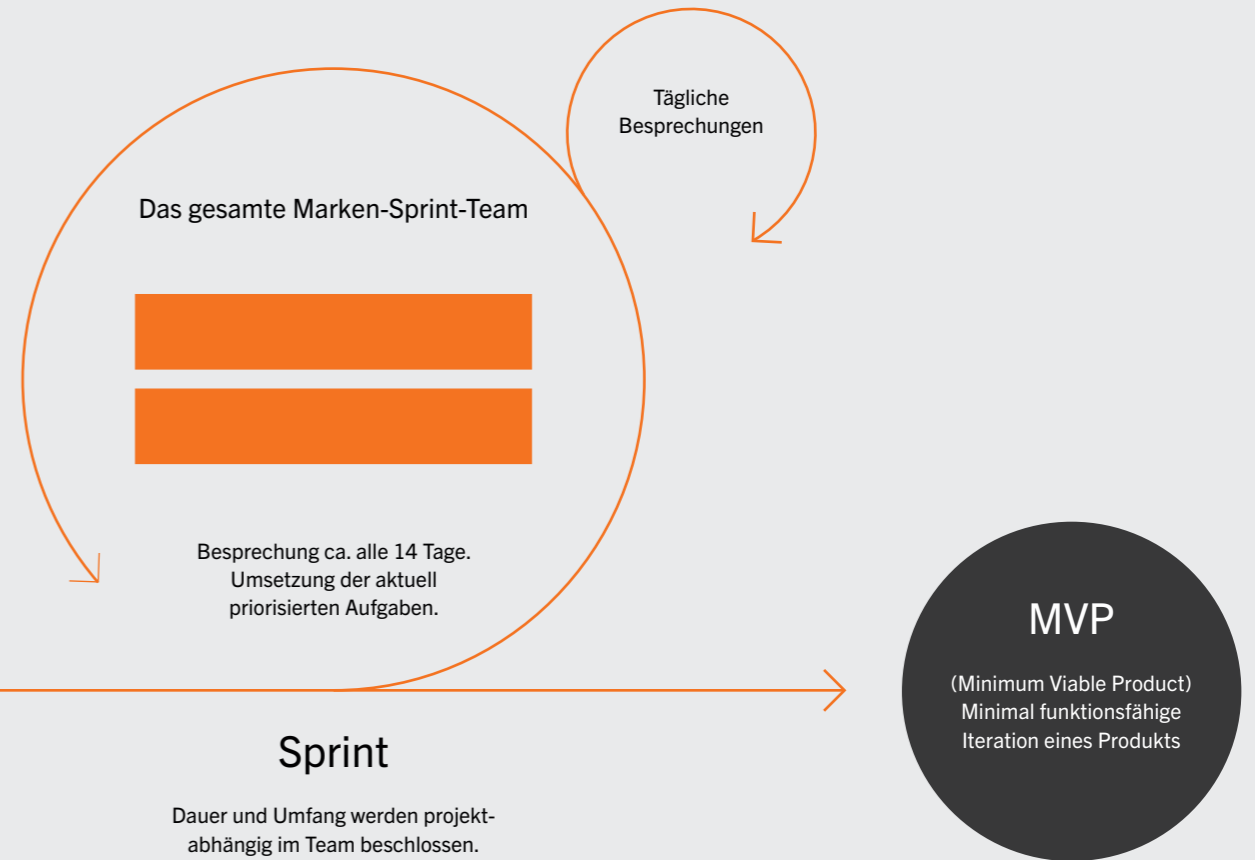 Tägliche
Besprechungen
Das gesamte Marken-Sprint-Team
Besprechung ca. alle 14 Tage.
Umsetzung der aktuell
priorisierten Aufgaben.
MVP
(Minimum Viable Product)
Minimal funktionsfähige
Iteration eines Produkts
Sprint
Dauer und Umfang werden projekt-
abhängig im Team beschlossen.